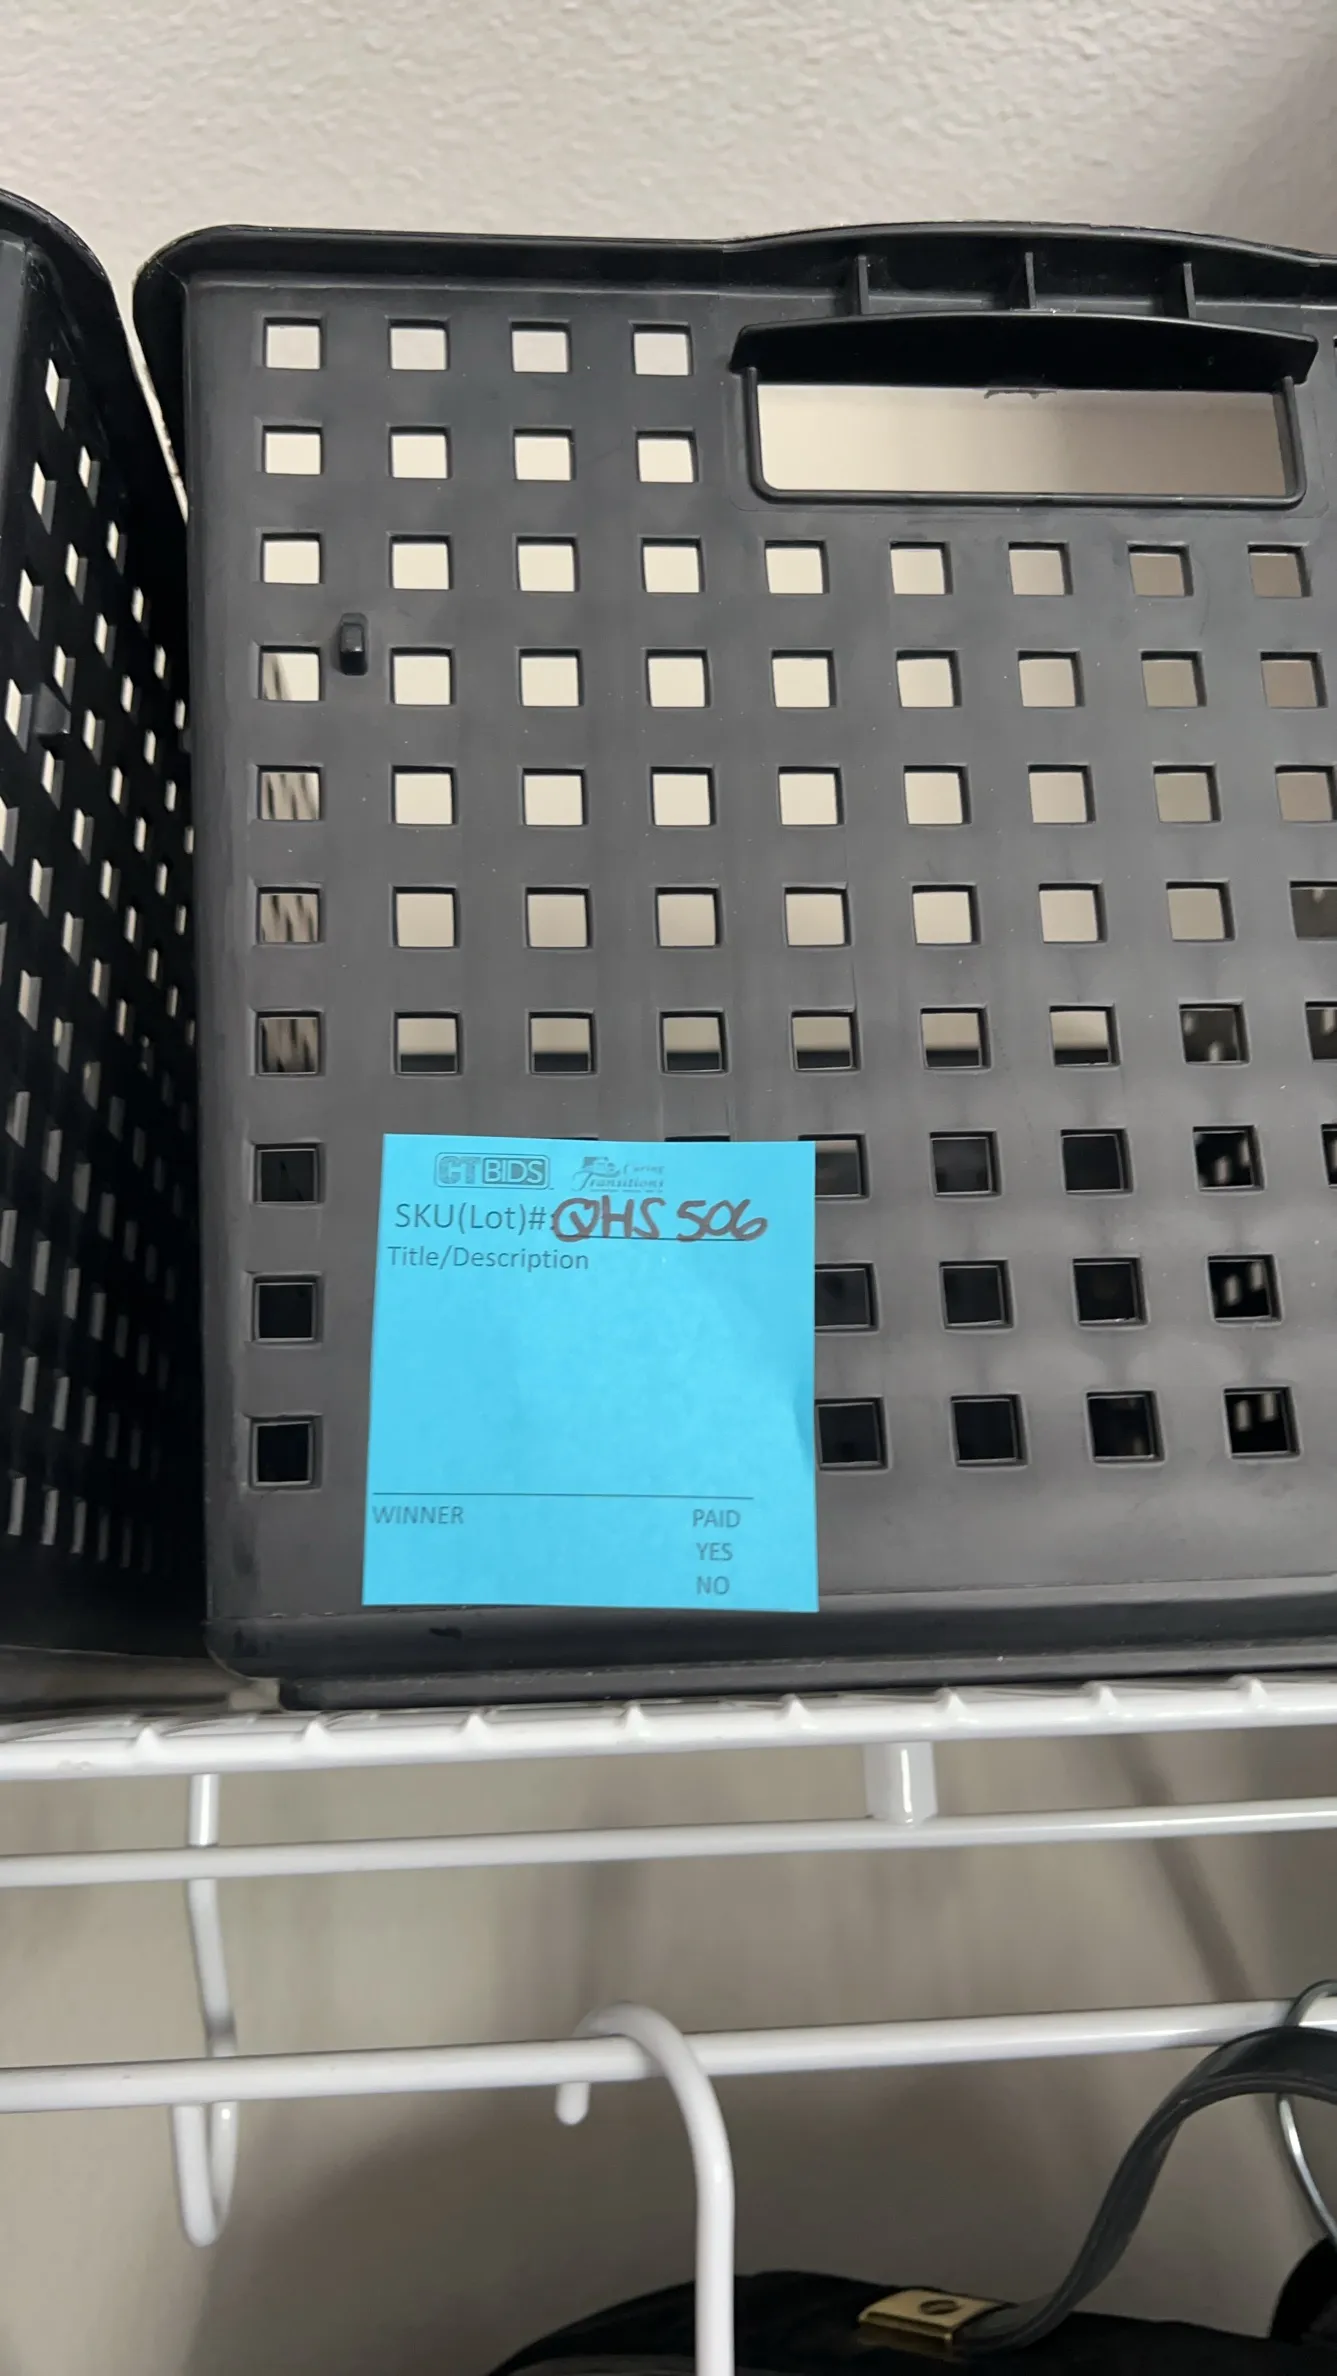 CTBIDS Caring Transitions
SKU(Lot)#: QHS 506
Title/Description
WINNER PAID
YES
NO